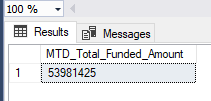 100 %
Results Messages
MTD_Total_Funded_Amount
1 53981425